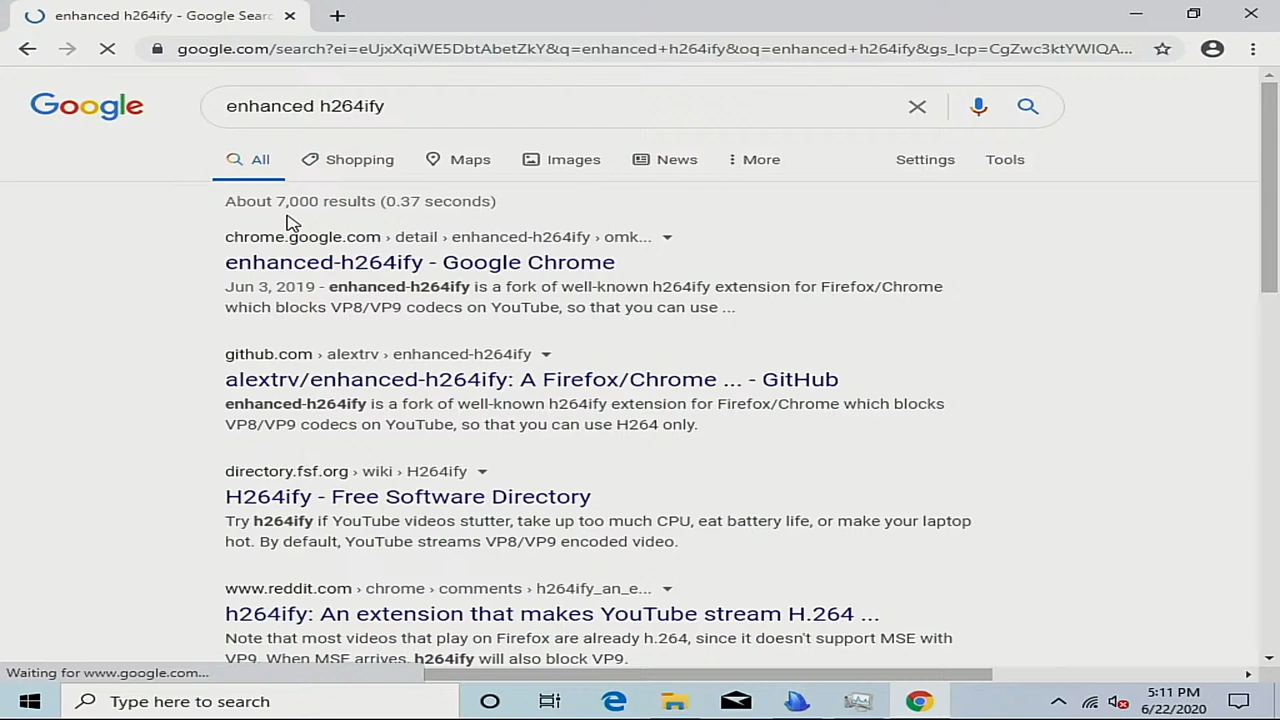 enhanced h264ify - Google Searc
google.com/search?ei=eUjxXqiWE5DbtAbetZkY&q=enhanced+h264ify&oq=enhanced+h264ify&gs_lcp=CgZwc3ktYWIQA...
Google
enhanced h264ify
All Shopping Maps Images News More Settings Tools
About 7,000 results (0.37 seconds)
chrome.google.com › detail › enhanced-h264ify › omk...
enhanced-h264ify - Google Chrome
Jun 3, 2019 - enhanced-h264ify is a fork of well-known h264ify extension for Firefox/Chrome
which blocks VP8/VP9 codecs on YouTube, so that you can use ...
github.com › alextrv › enhanced-h264ify
alextrv/enhanced-h264ify: A Firefox/Chrome ... - GitHub
enhanced-h264ify is a fork of well-known h264ify extension for Firefox/Chrome which blocks
VP8/VP9 codecs on YouTube, so that you can use H264 only.
directory.fsf.org › wiki › H264ify
H264ify - Free Software Directory
Try h264ify if YouTube videos stutter, take up too much CPU, eat battery life, or make your laptop
hot. By default, YouTube streams VP8/VP9 encoded video.
www.reddit.com › chrome › comments › h264ify_an_e...
h264ify: An extension that makes YouTube stream H.264 ...
Note that most videos that play on Firefox are already h.264, since it doesn't support MSE with
VP9. When MSE arrives, h264ify will also block VP9.
Waiting for www.google.com...
Type here to search
5:11 PM
6/22/2020